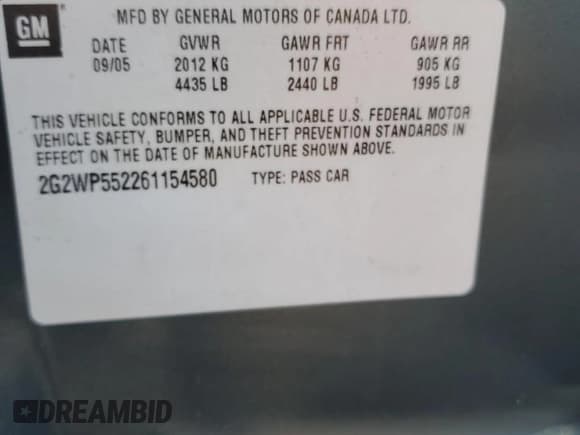 GM ®
MFD BY GENERAL MOTORS OF CANADA LTD.
DATE GVWR GAWR FRT GAWR RR
09/05 2012 KG 1107 KG 905 KG
4435 LB 2440 LB 1995 LB
THIS VEHICLE CONFORMS TO ALL APPLICABLE U.S. FEDERAL MOTOR
VEHICLE SAFETY, BUMPER, AND THEFT PREVENTION STANDARDS IN
EFFECT ON THE DATE OF MANUFACTURE SHOWN ABOVE.
2G2WP552261154580 TYPE: PASS CAR
DREAMBID